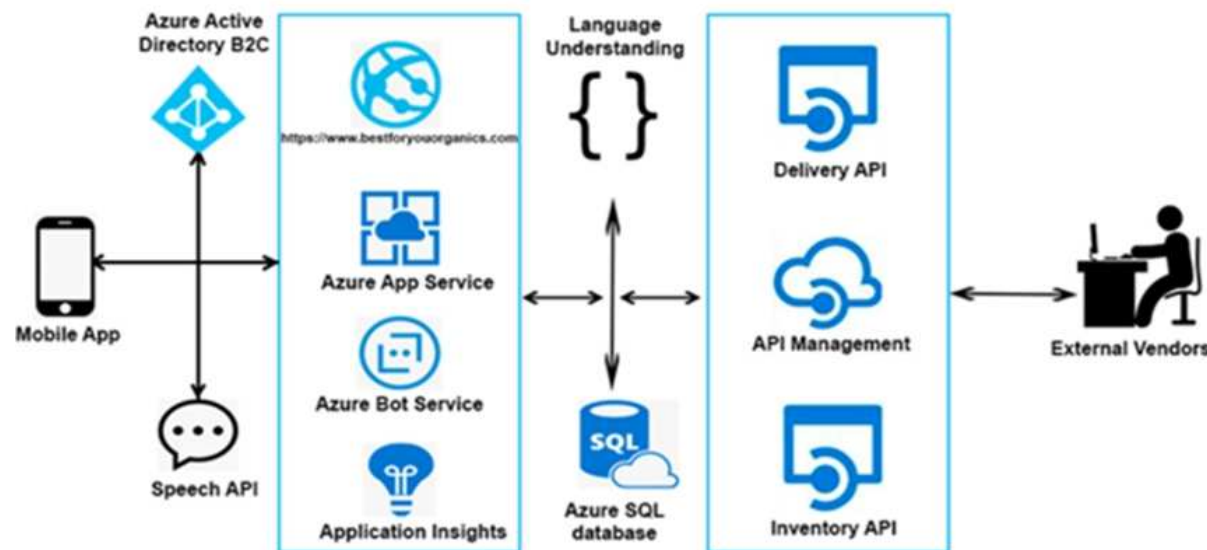 Azure Active
Directory B2C
Mobile App
Speech API
https://www.bestforyouorganics.com
Azure App Service
Azure Bot Service
Application Insights
Language
Understanding
{ }
SQL
Azure SQL
database
Delivery API
API Management
Inventory API
External Vendors